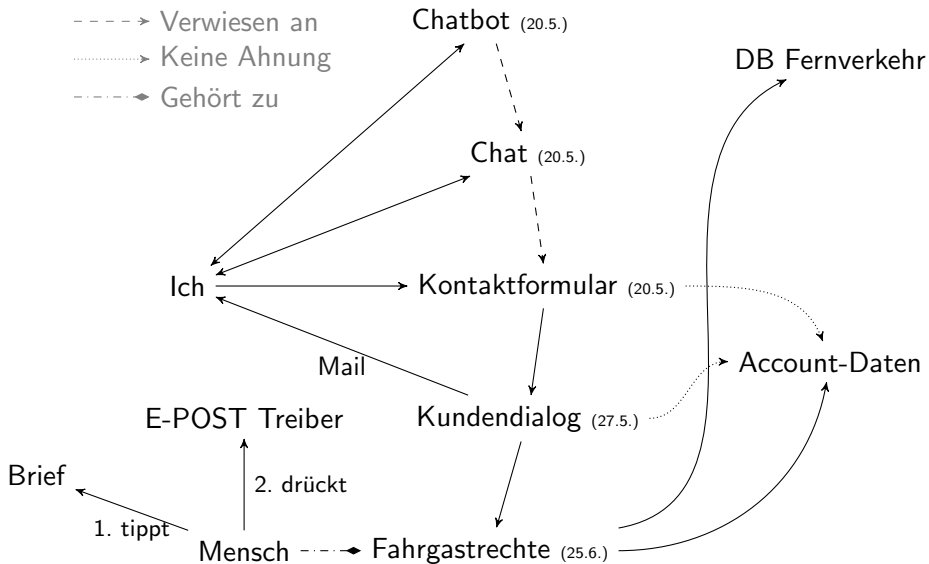 Verwiesen an
Keine Ahnung
Gehört zu
Chatbot (20.5.)
DB Fernverkehr
Chat (20.5.)
Ich
Kontaktformular (20.5.)
Mail
Account-Daten
E-POST Treiber
Kundendialog (27.5.)
Brief
2. drückt
1. tippt
Mensch
Fahrgastrechte (25.6.)